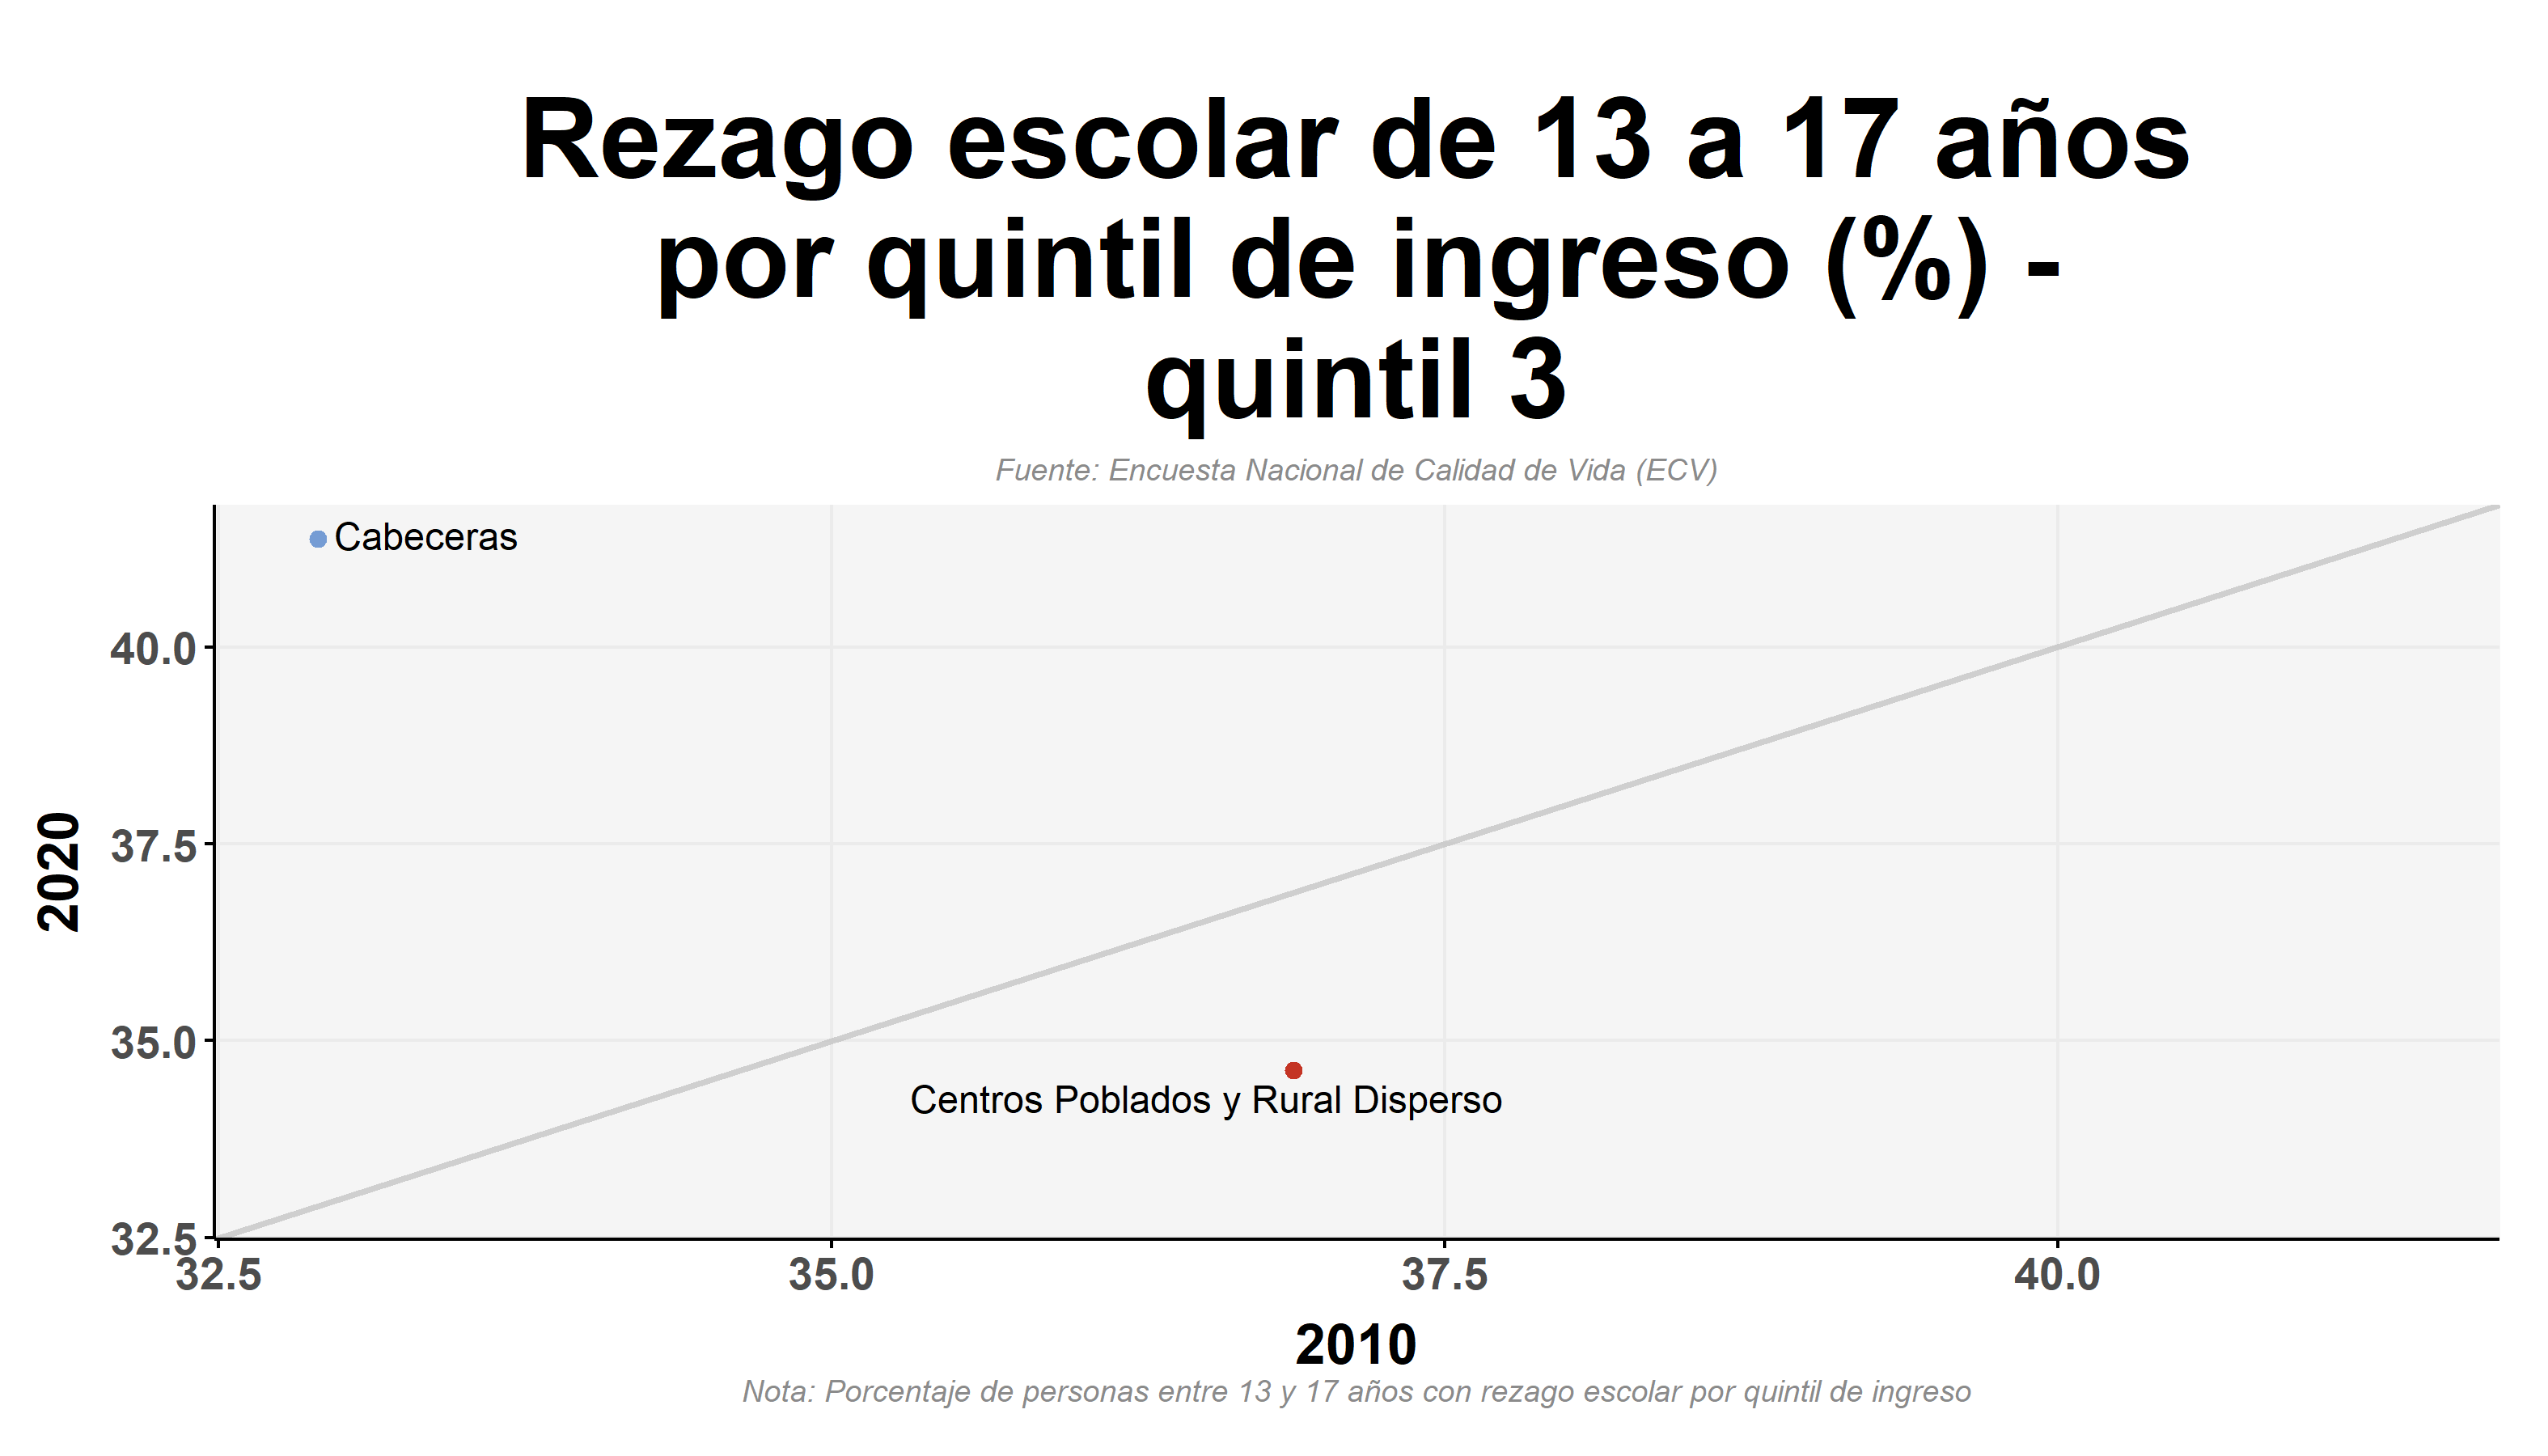 Rezago escolar de 13 a 17 años
por quintil de ingreso (%) -
quintil 3
Fuente: Encuesta Nacional de Calidad de Vida (ECV)
Cabeceras
40.0
37.5
2020
35.0
Centros Poblados y Rural Disperso
32.5
32.5 35.0 37.5 40.0
2010
Nota: Porcentaje de personas entre 13 y 17 años con rezago escolar por quintil de ingreso